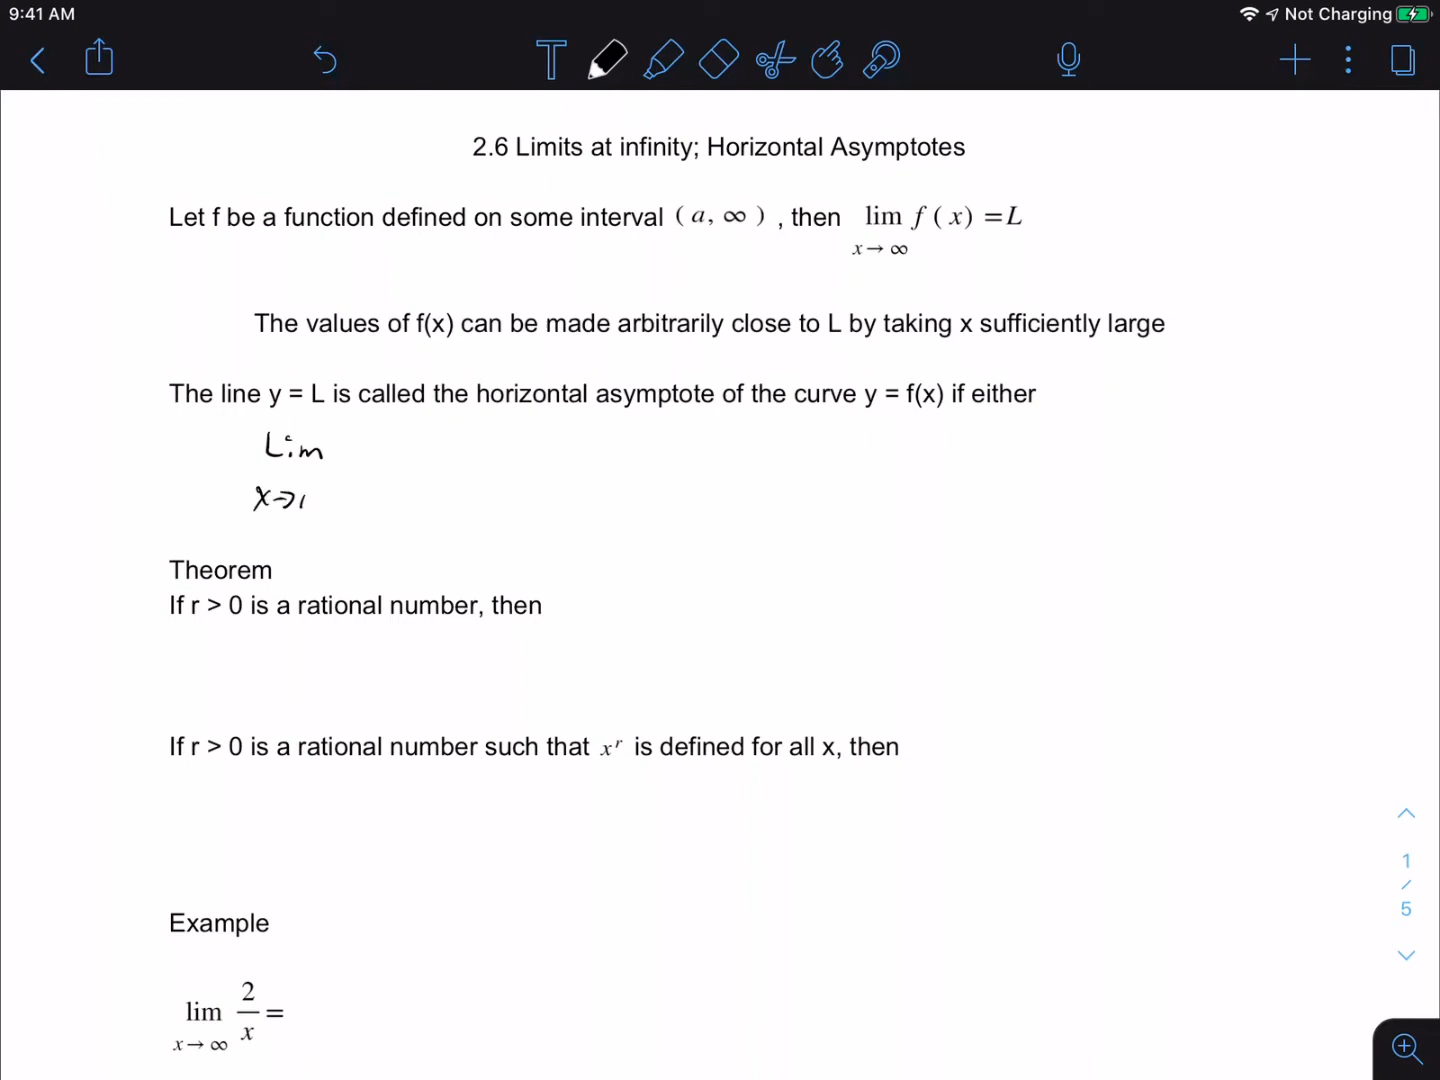 9:41 AM
Not Charging
2.6 Limits at infinity; Horizontal Asymptotes
Let f be a function defined on some interval ( a, ∞ ) , then lim f ( x ) = L
x → ∞
The values of f(x) can be made arbitrarily close to L by taking x sufficiently large
The line y = L is called the horizontal asymptote of the curve y = f(x) if either
Lim
x →
Theorem
If r > 0 is a rational number, then
If r > 0 is a rational number such that xʳ is defined for all x, then
1
/
5
Example
lim 2/x =
x → ∞